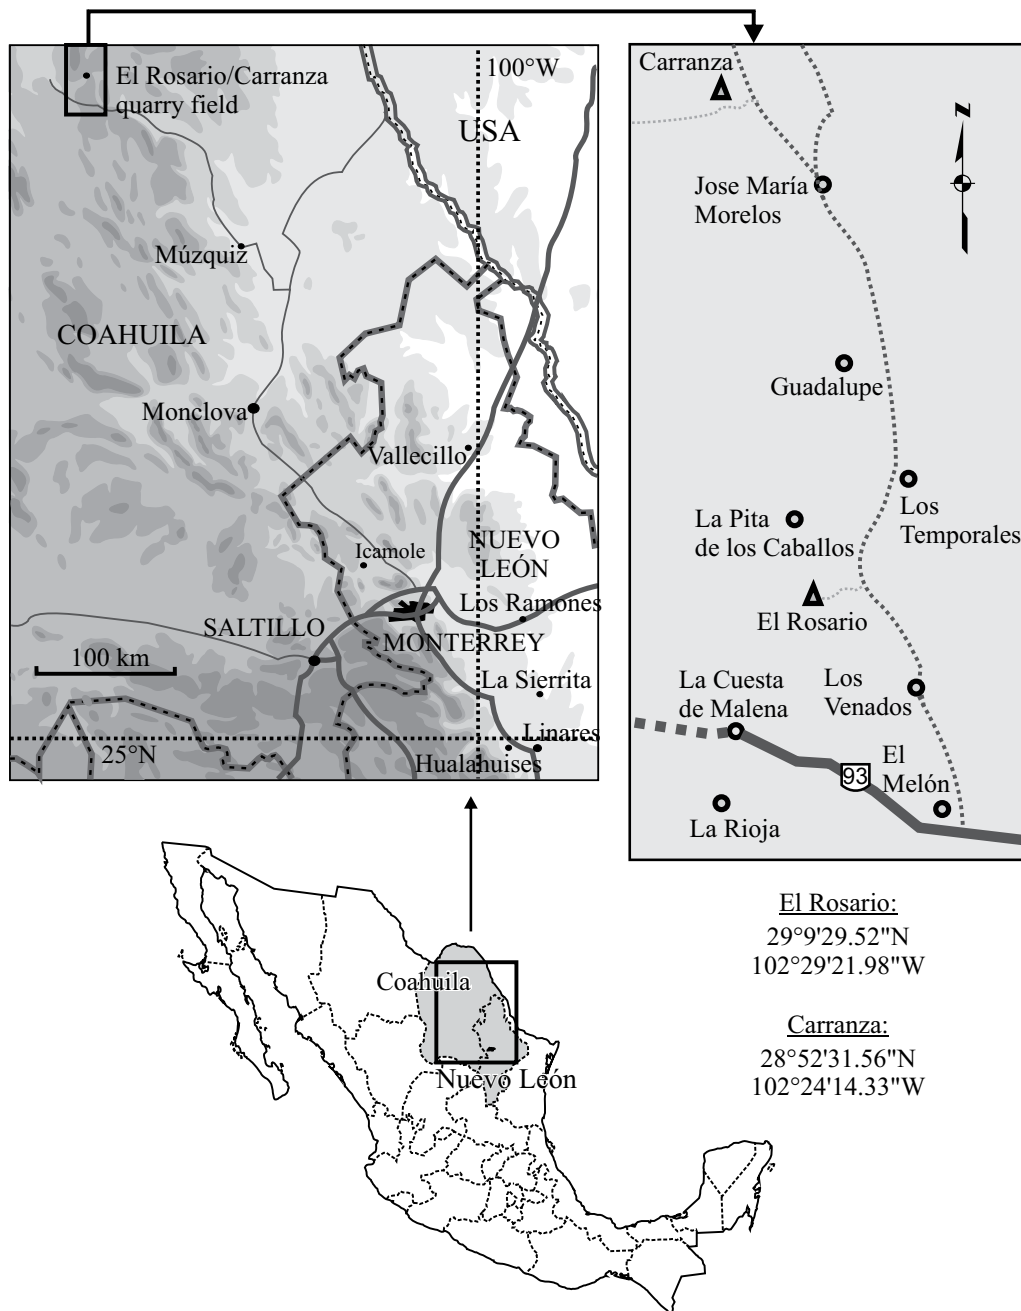 El Rosario/Carranza
quarry field
100°W
USA
Múzquiz
COAHUILA
Monclova
Vallecillo
Icamole
NUEVO
LEÓN
Los Ramones
SALTILLO
MONTERREY
100 km
La Sierrita
25°N
Linares
Hualahuises
Carranza
z
Jose María
Morelos
Guadalupe
Los
Temporales
La Pita
de los Caballos
El Rosario
La Cuesta
de Malena
Los
Venados
93
El
Melón
La Rioja
Coahuila
Nuevo León
El Rosario:
29°9'29.52"N
102°29'21.98"W
Carranza:
28°52'31.56"N
102°24'14.33"W